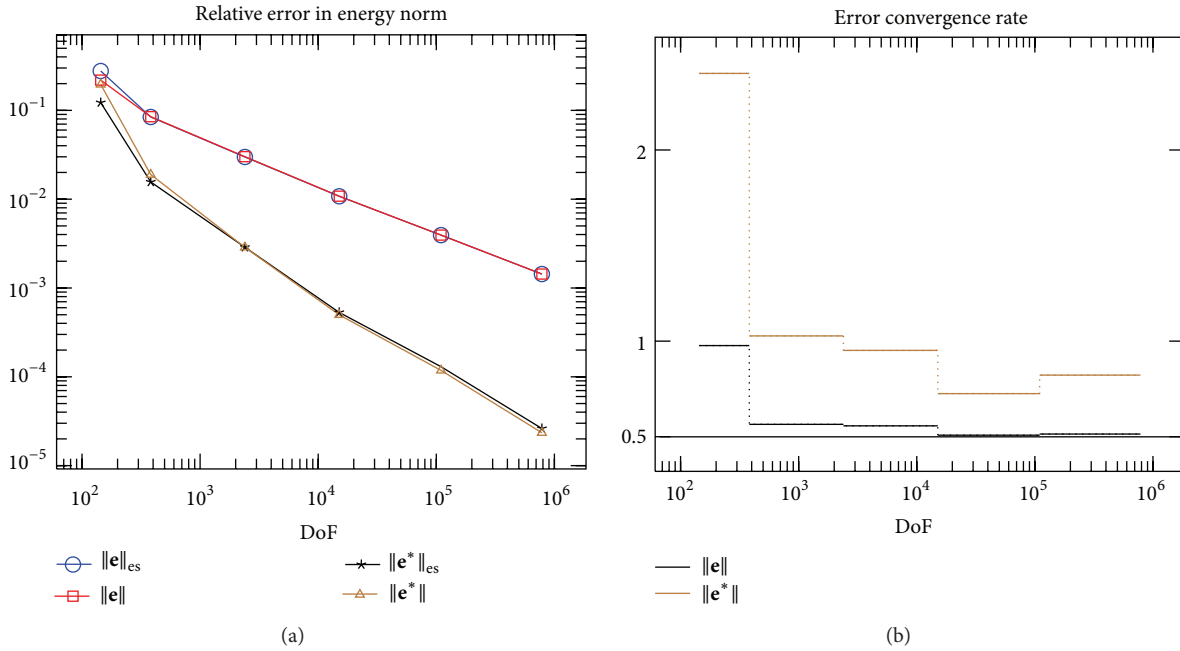 Relative error in energy norm
10⁻¹
10⁻²
10⁻³
10⁻⁴
10⁻⁵
10² 10³ 10⁴ 10⁵ 10⁶
DoF
‖e‖ₑₛ
‖e‖
‖e*‖ₑₛ
‖e*‖
(a)
Error convergence rate
2
1
0.5
10² 10³ 10⁴ 10⁵ 10⁶
DoF
‖e‖
‖e*‖
(b)